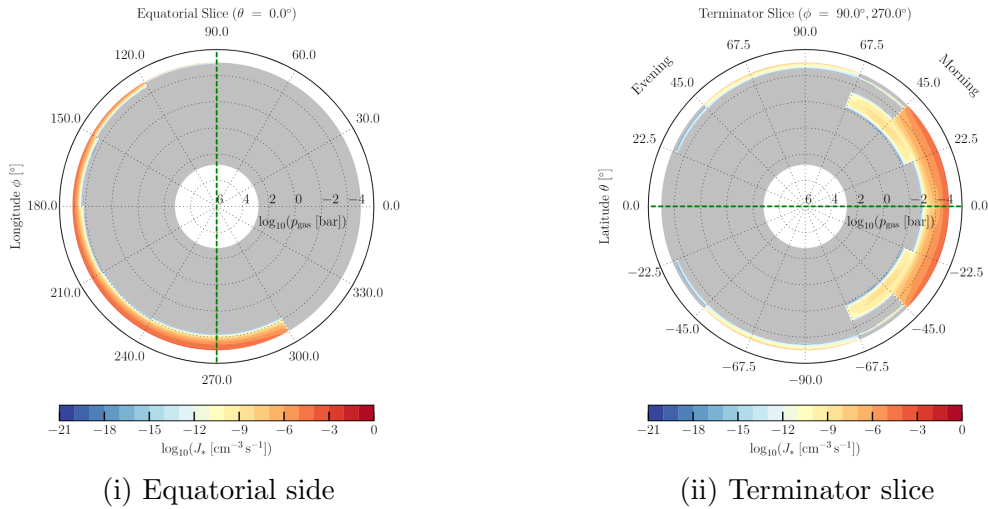 Equatorial Slice (θ = 0.0°)
90.0
120.0
60.0
150.0
30.0
180.0
0.0
210.0
330.0
240.0
300.0
270.0
Longitude ϕ [°]
6 4 2 0 −2 −4
log₁₀(p_gas [bar])
−21 −18 −15 −12 −9 −6 −3 0
log₁₀(J_* [cm⁻³ s⁻¹])
(i) Equatorial side
Terminator Slice (ϕ = 90.0°, 270.0°)
90.0
67.5 67.5
Evening
Morning
45.0 45.0
22.5 22.5
0.0 0.0
−22.5 −22.5
−45.0 −45.0
−67.5 −67.5
−90.0
Latitude θ [°]
6 4 2 0 −2 −4
log₁₀(p_gas [bar])
−21 −18 −15 −12 −9 −6 −3 0
log₁₀(J_* [cm⁻³ s⁻¹])
(ii) Terminator slice